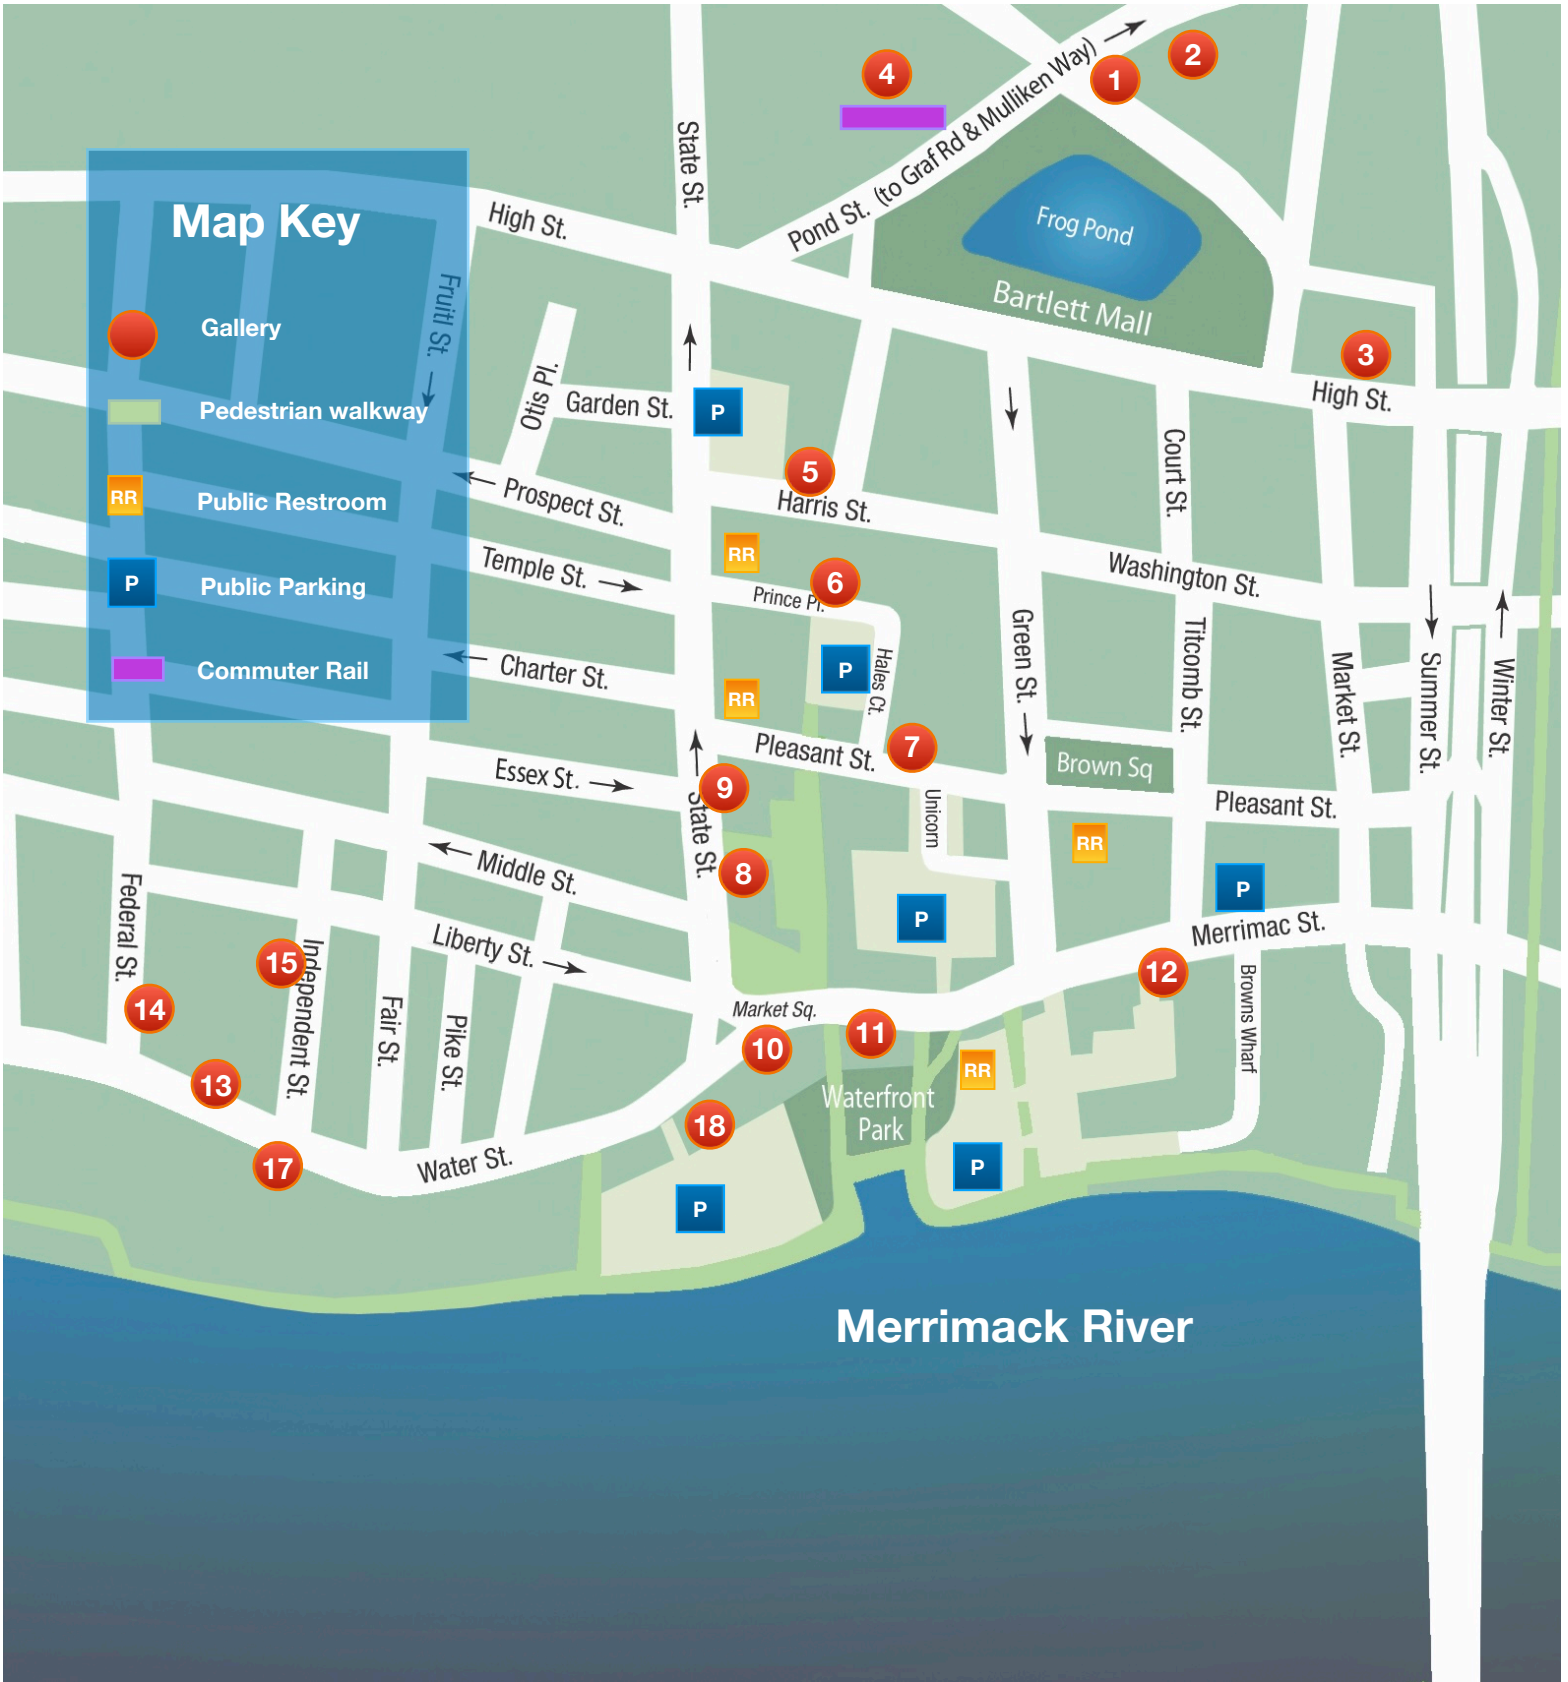 4
1
2
State St.
Pond St. (to Graf Rd & Mulliken Way)
Map Key
High St.
Frog Pond
Bartlett Mall
Fruitl St.
Gallery
3
High St.
Otis Pl.
Garden St.
P
Pedestrian walkway
Court St.
5
RR
Public Restroom
Prospect St.
Harris St.
RR
Temple St.
6
Washington St.
P
Public Parking
Prince Pl.
Green St.
Titcomb St.
Market St.
Summer St.
Winter St.
Commuter Rail
Charter St.
P
Hales Ct.
RR
Pleasant St.
7
Brown Sq
Essex St.
9
State St.
Unicorn
Pleasant St.
RR
Middle St.
8
P
P
Federal St.
Liberty St.
Merrimac St.
15
Independent St.
12
Browns Wharf
14
Fair St.
Pike St.
Market Sq.
10
11
13
RR
Waterfront
Park
18
17
Water St.
P
P
Merrimack River